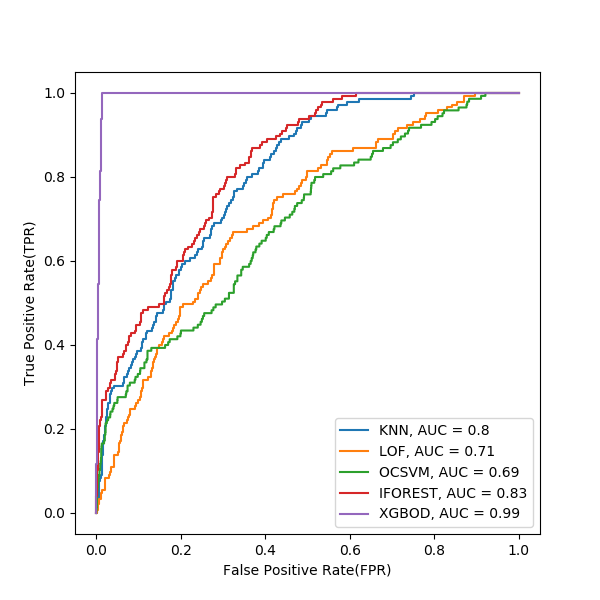 1.0
0.8
0.6
0.4
0.2
0.0
True Positive Rate(TPR)
KNN, AUC = 0.8
LOF, AUC = 0.71
OCSVM, AUC = 0.69
IFOREST, AUC = 0.83
XGBOD, AUC = 0.99
0.0 0.2 0.4 0.6 0.8 1.0
False Positive Rate(FPR)